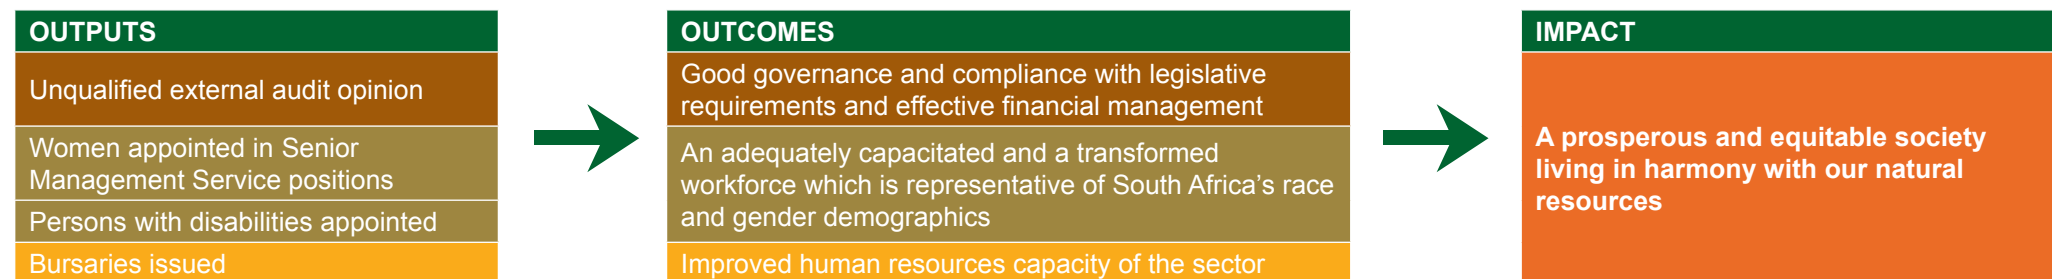 OUTPUTS
Unqualified external audit opinion
Women appointed in Senior
Management Service positions
Persons with disabilities appointed
Bursaries issued
OUTCOMES
Good governance and compliance with legislative
requirements and effective financial management
An adequately capacitated and a transformed
workforce which is representative of South Africa’s race
and gender demographics
Improved human resources capacity of the sector
IMPACT
A prosperous and equitable society
living in harmony with our natural
resources